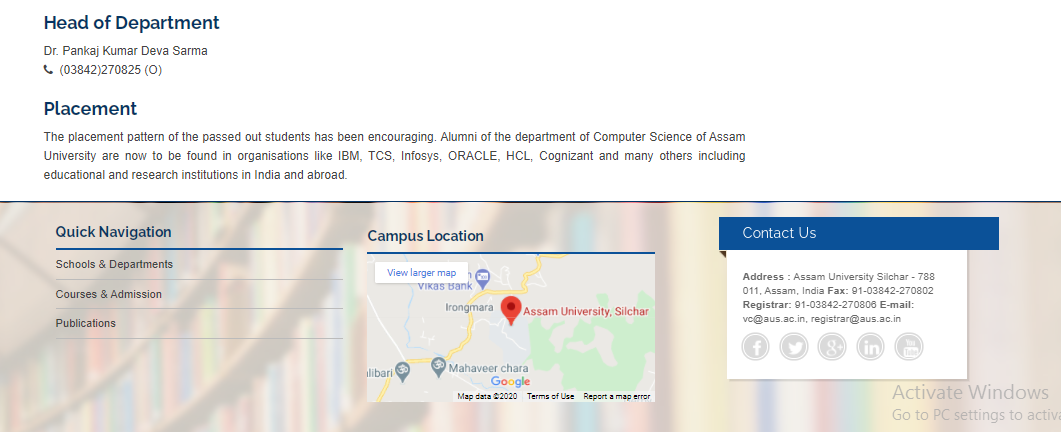 Head of Department
Dr. Pankaj Kumar Deva Sarma
(03842)270825 (O)
Placement
The placement pattern of the passed out students has been encouraging. Alumni of the department of Computer Science of Assam
University are now to be found in organisations like IBM, TCS, Infosys, ORACLE, HCL, Cognizant and many others including
educational and research institutions in India and abroad.
Quick Navigation
Schools & Departments
Courses & Admission
Publications
Campus Location
View larger map
Vikas Bank
Irongmara
Assam University, Silchar
Mahaveer chara
Google
Map data ©2020 Terms of Use Report a map error
Contact Us
Address : Assam University Silchar - 788
011, Assam, India Fax: 91-03842-270802
Registrar: 91-03842-270806 E-mail:
vc@aus.ac.in, registrar@aus.ac.in
Activate Windows
Go to PC settings to activa